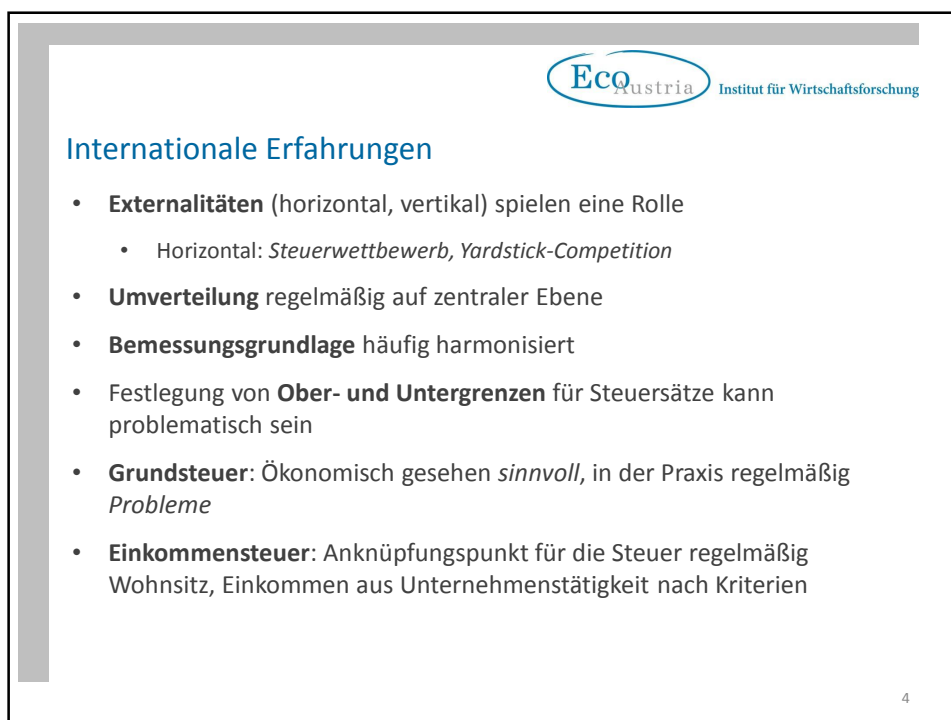 EcoAustria Institut für Wirtschaftsforschung
Internationale Erfahrungen
• Externalitäten (horizontal, vertikal) spielen eine Rolle
• Horizontal: Steuerwettbewerb, Yardstick-Competition
• Umverteilung regelmäßig auf zentraler Ebene
• Bemessungsgrundlage häufig harmonisiert
• Festlegung von Ober- und Untergrenzen für Steuersätze kann
problematisch sein
• Grundsteuer: Ökonomisch gesehen sinnvoll, in der Praxis regelmäßig
Probleme
• Einkommensteuer: Anknüpfungspunkt für die Steuer regelmäßig
Wohnsitz, Einkommen aus Unternehmenstätigkeit nach Kriterien
4